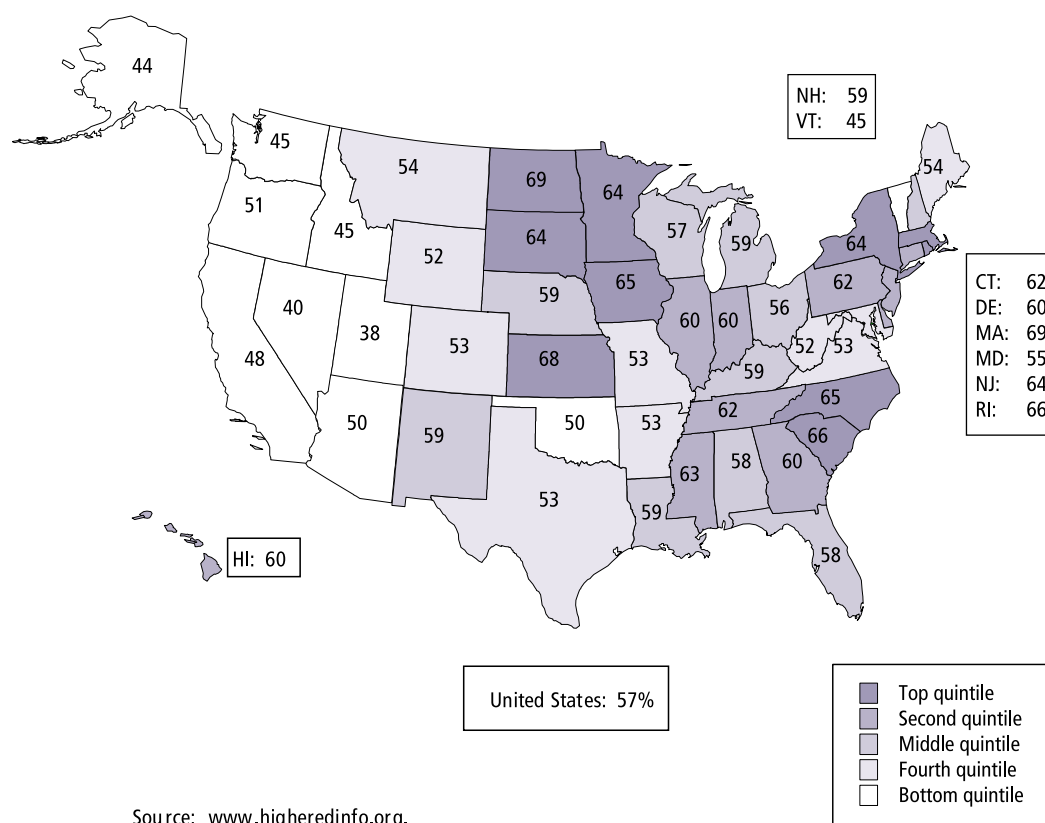 44
NH: 59
VT: 45
45
54
69
64
54
51
45
52
64
57
59
64
62
CT: 62
DE: 60
MA: 69
MD: 55
NJ: 64
RI: 66
40
38
59
65
60
60
56
48
53
68
53
59
52
53
50
59
50
53
62
65
53
63
58
60
66
59
58
HI: 60
United States: 57%
Top quintile
Second quintile
Middle quintile
Fourth quintile
Bottom quintile
Source: www.higheredinfo.org.